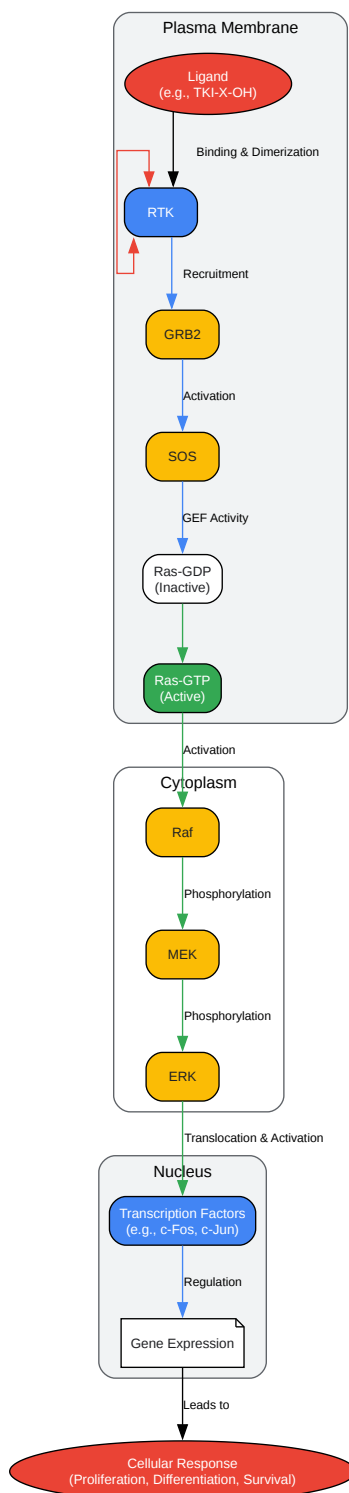 Plasma Membrane
Ligand
(e.g., TKI-X-OH)
Binding & Dimerization
RTK
Recruitment
GRB2
Activation
SOS
GEF Activity
Ras-GDP
(Inactive)
Ras-GTP
(Active)
Activation
Cytoplasm
Raf
Phosphorylation
MEK
Phosphorylation
ERK
Translocation & Activation
Nucleus
Transcription Factors
(e.g., c-Fos, c-Jun)
Regulation
Gene Expression
Leads to
Cellular Response
(Proliferation, Differentiation, Survival)